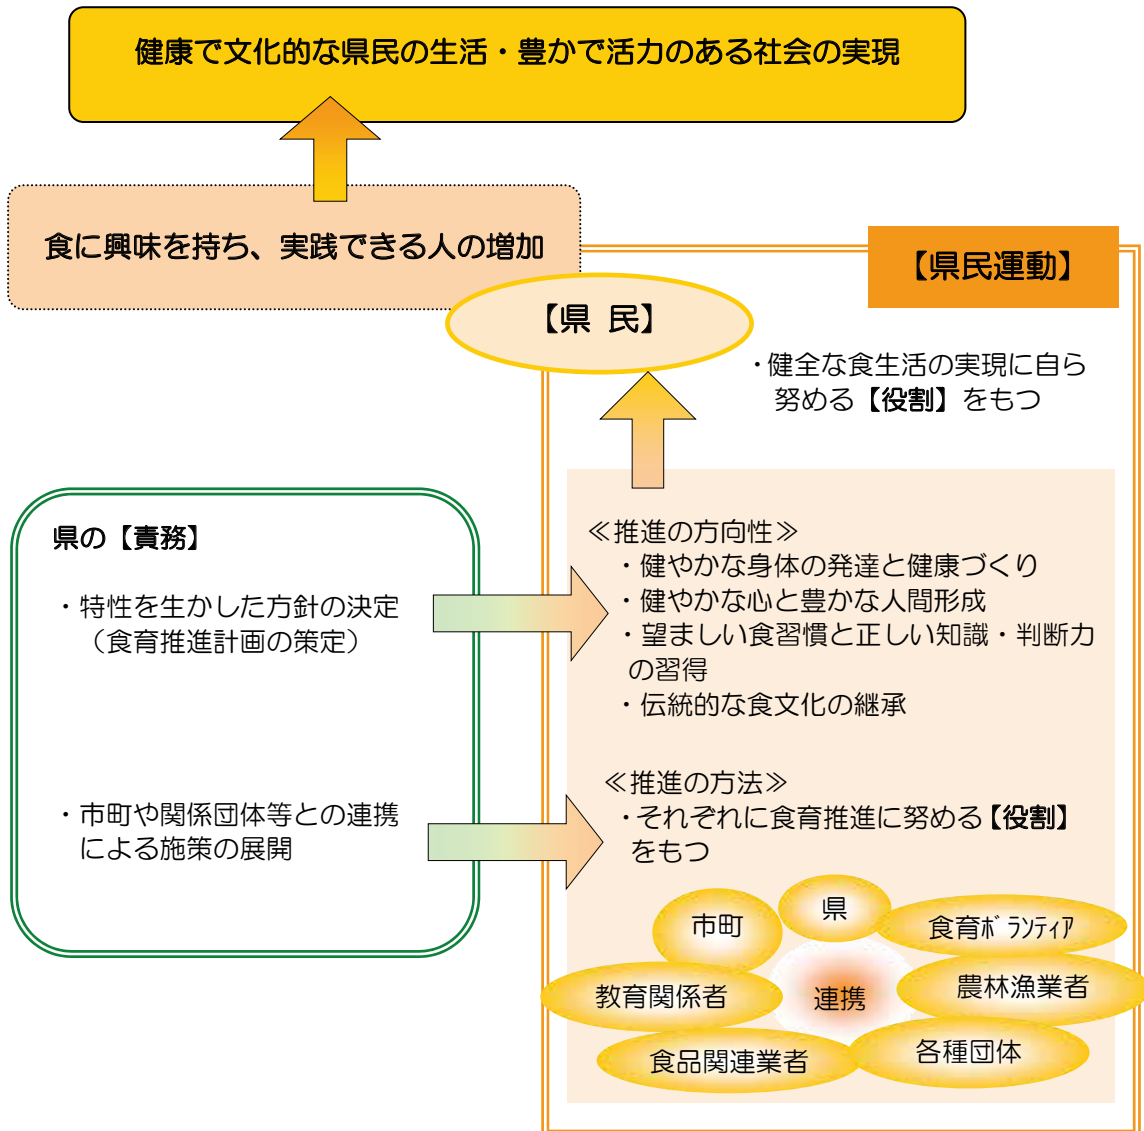 健康で文化的な県民の生活・豊かで活力のある社会の実現
食に興味を持ち、実践できる人の増加
【県民運動】
【県 民】
・健全な食生活の実現に自ら
努める【役割】をもつ
県の【責務】
・特性を生かした方針の決定
（食育推進計画の策定）
・市町や関係団体等との連携
による施策の展開
≪推進の方向性≫
・健やかな身体の発達と健康づくり
・健やかな心と豊かな人間形成
・望ましい食習慣と正しい知識・判断力
の習得
・伝統的な食文化の継承
≪推進の方法≫
・それぞれに食育推進に努める【役割】
をもつ
県
市町
食育ﾎﾞﾗﾝﾃｨｱ
教育関係者
連携
農林漁業者
食品関連業者
各種団体